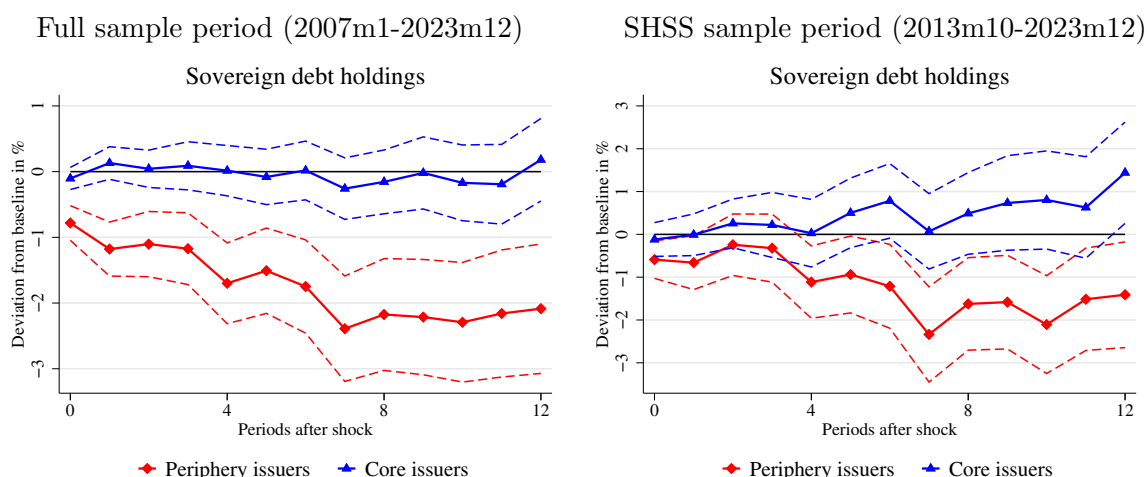 Full sample period (2007m1-2023m12)
Sovereign debt holdings
Deviation from baseline in %
1
0
−1
−2
−3
0
4
8
12
Periods after shock
Periphery issuers
Core issuers
SHSS sample period (2013m10-2023m12)
Sovereign debt holdings
Deviation from baseline in %
3
2
1
0
−1
−2
−3
0
4
8
12
Periods after shock
Periphery issuers
Core issuers